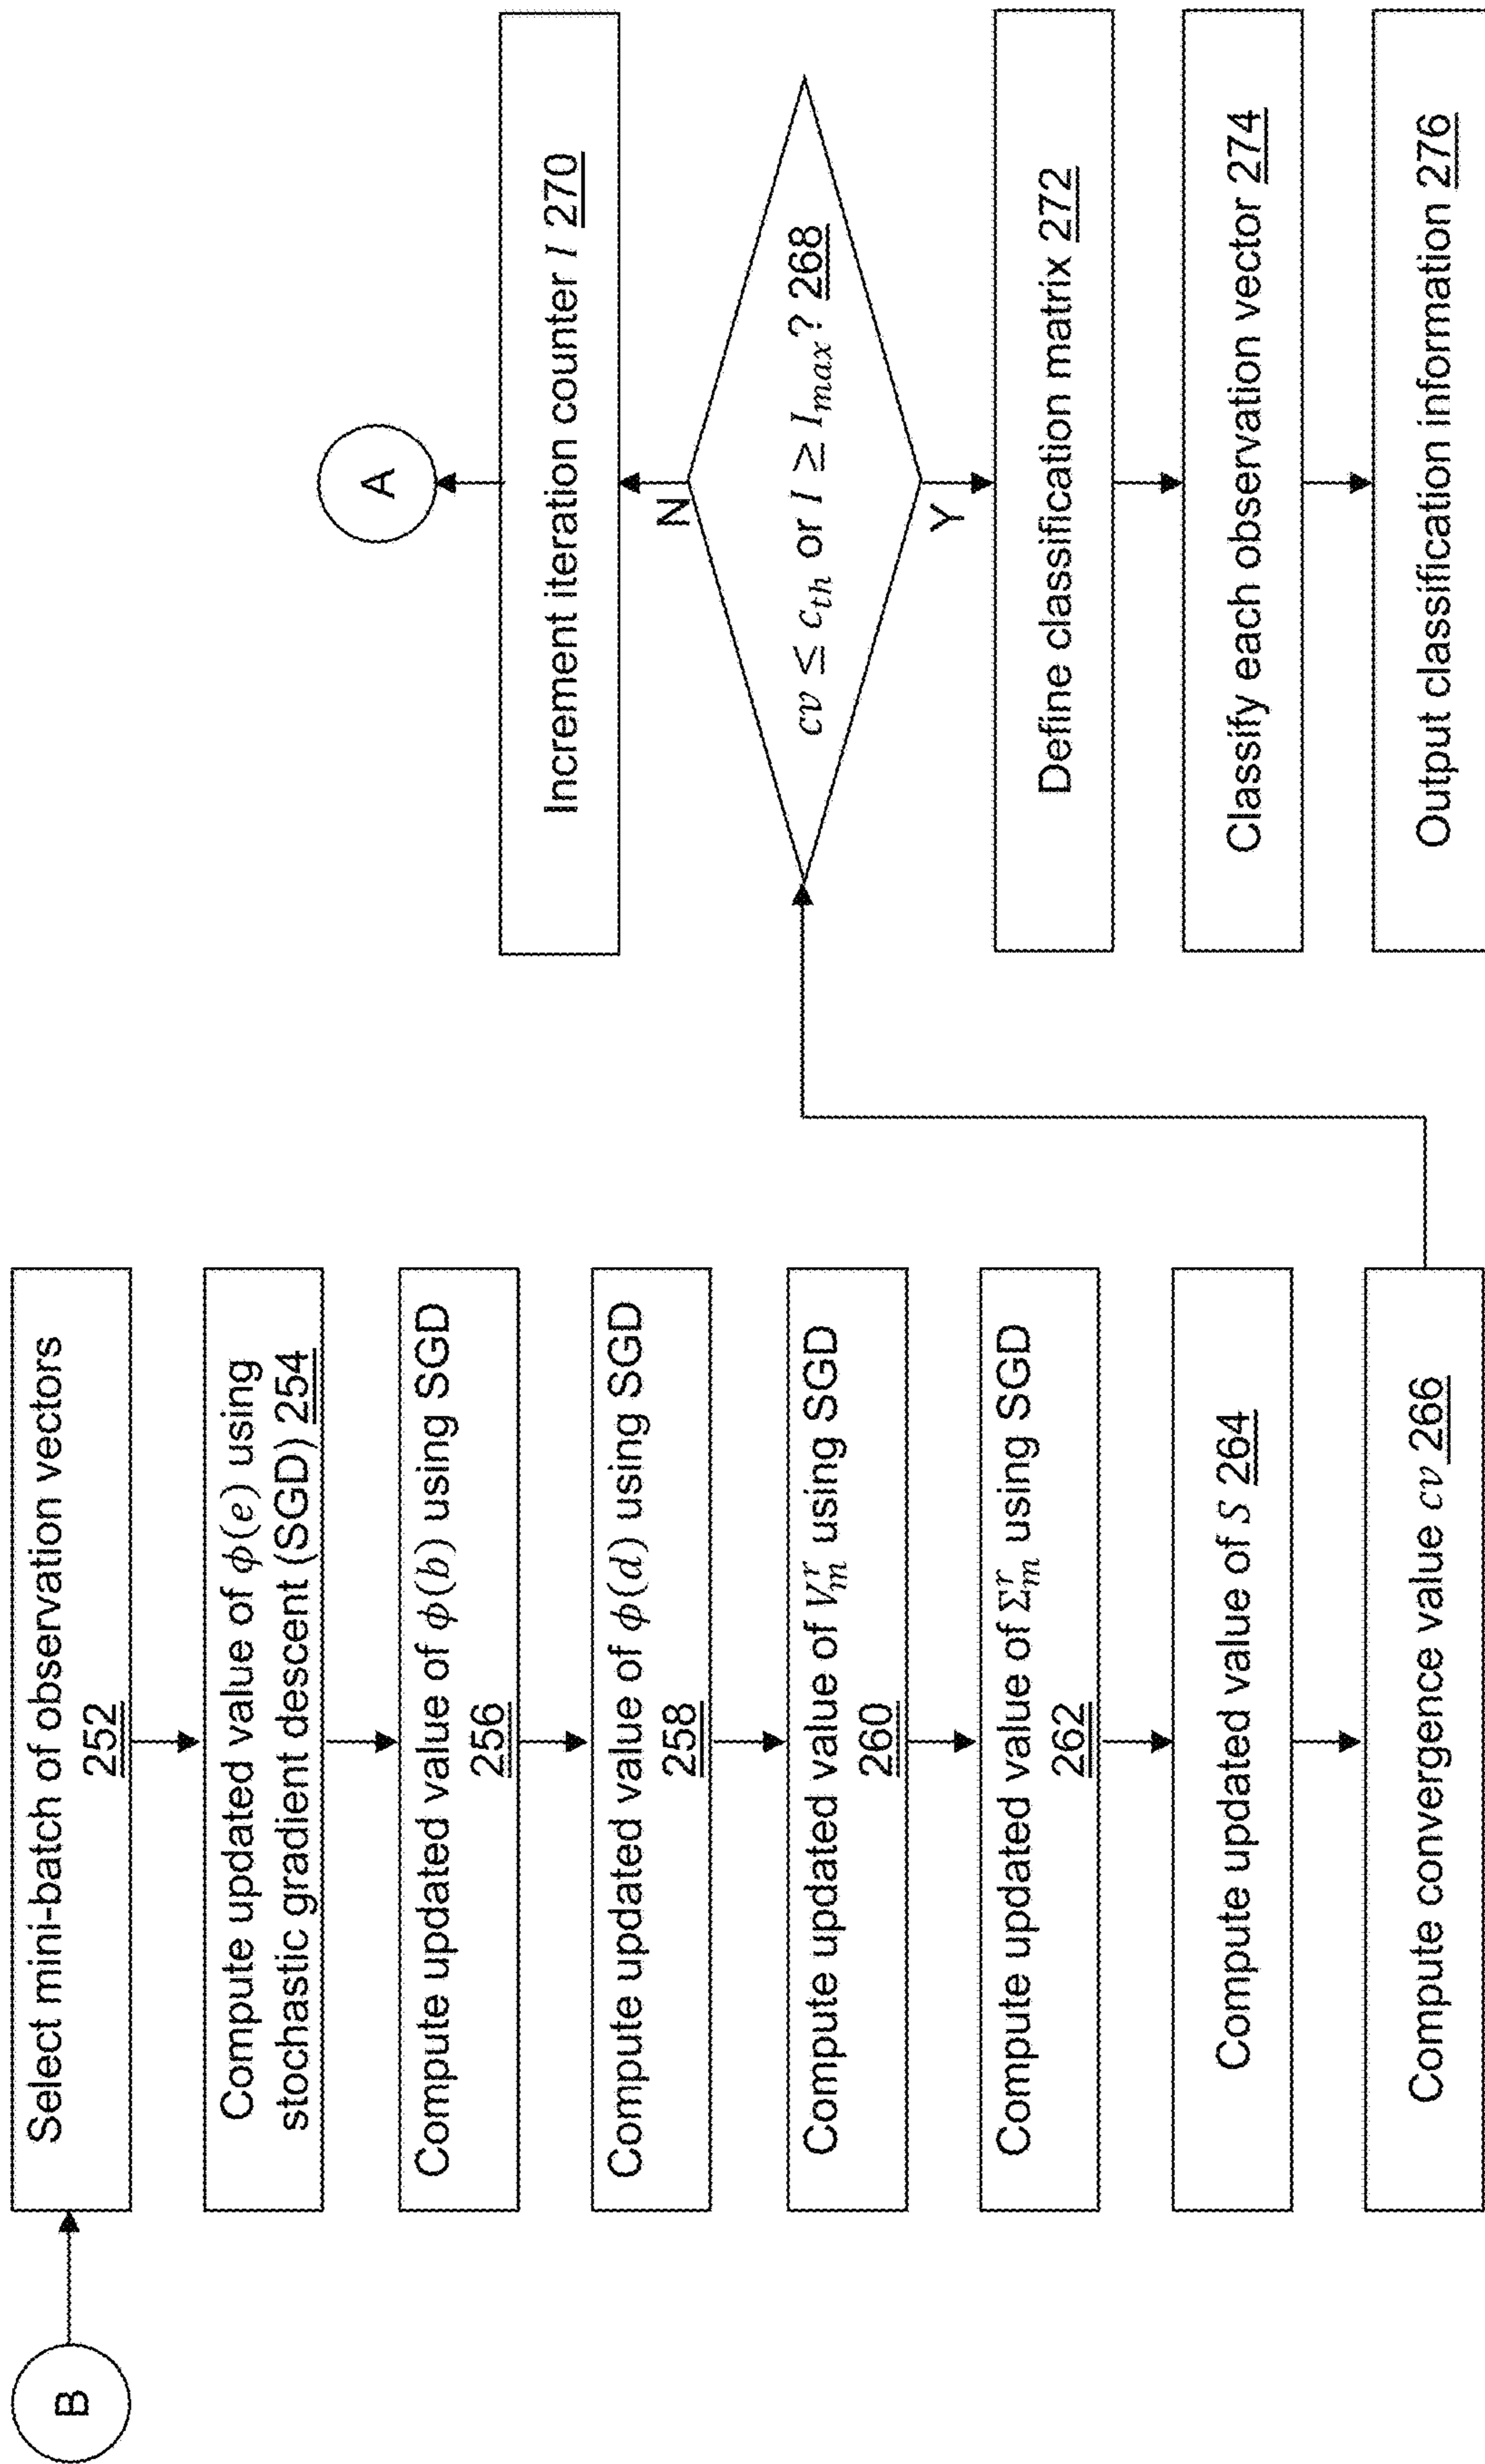 B
Select mini-batch of observation vectors
252
Compute updated value of ϕ(e) using
stochastic gradient descent (SGD) 254
Compute updated value of ϕ(b) using SGD
256
Compute updated value of ϕ(d) using SGD
258
Compute updated value of V_m^r using SGD
260
Compute updated value of Σ_m^r using SGD
262
Compute updated value of S 264
Compute convergence value cv 266
A
Increment iteration counter I 270
N
cv ≤ c_th or I ≥ I_max? 268
Y
Define classification matrix 272
Classify each observation vector 274
Output classification information 276